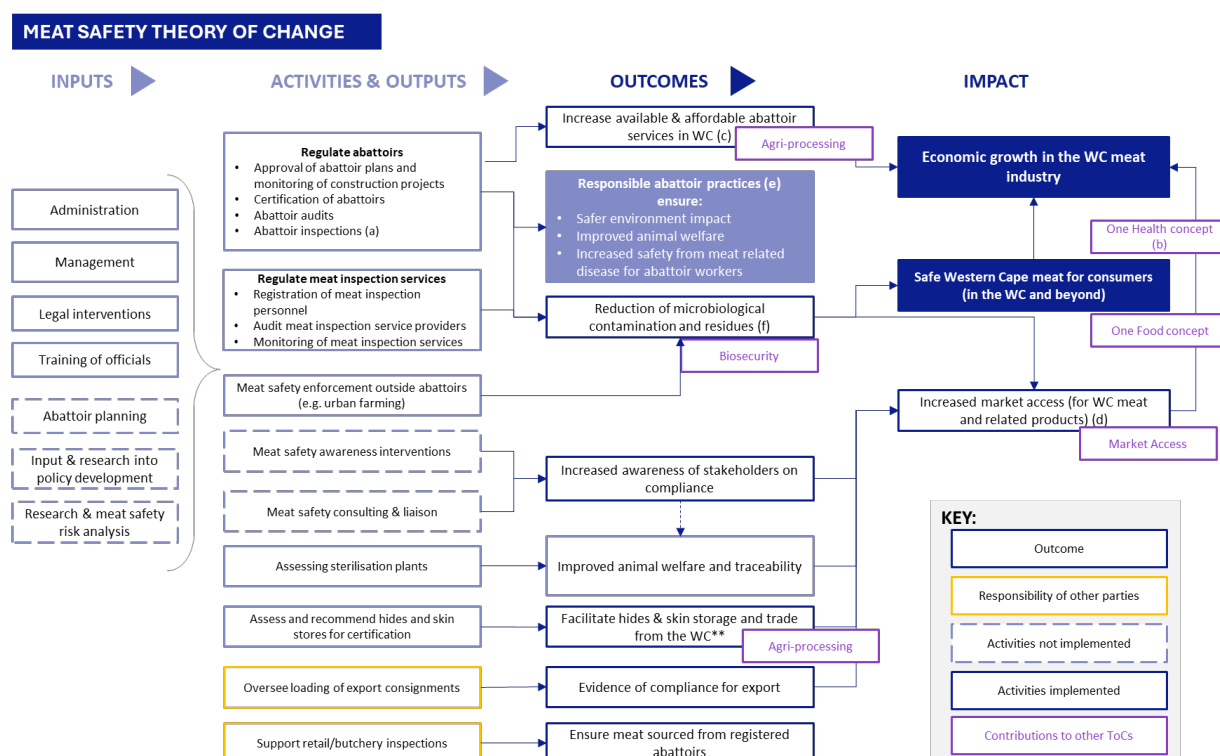 MEAT SAFETY THEORY OF CHANGE
INPUTS
ACTIVITIES & OUTPUTS
OUTCOMES
IMPACT
Administration
Management
Legal interventions
Training of officials
Abattoir planning
Input & research into
policy development
Research & meat safety
risk analysis
Regulate abattoirs
• Approval of abattoir plans and
monitoring of construction projects
• Certification of abattoirs
• Abattoir audits
• Abattoir inspections (a)
Regulate meat inspection services
• Registration of meat inspection
personnel
• Audit meat inspection service providers
• Monitoring of meat inspection services
Meat safety enforcement outside abattoirs
(e.g. urban farming)
Meat safety awareness interventions
Meat safety consulting & liaison
Assessing sterilisation plants
Assess and recommend hides and skin
stores for certification
Oversee loading of export consignments
Support retail/butchery inspections
Increase available & affordable abattoir
services in WC (c)
Agri-processing
Responsible abattoir practices (e)
ensure:
• Safer environment impact
• Improved animal welfare
• Increased safety from meat related
disease for abattoir workers
Reduction of microbiological
contamination and residues (f)
Biosecurity
Increased awareness of stakeholders on
compliance
Improved animal welfare and traceability
Facilitate hides & skin storage and trade
from the WC**
Agri-processing
Evidence of compliance for export
Ensure meat sourced from registered
abattoirs
Economic growth in the WC meat
industry
One Health concept
(b)
Safe Western Cape meat for consumers
(in the WC and beyond)
One Food concept
Increased market access (for WC meat
and related products) (d)
Market Access
KEY:
Outcome
Responsibility of other parties
Activities not implemented
Activities implemented
Contributions to other ToCs